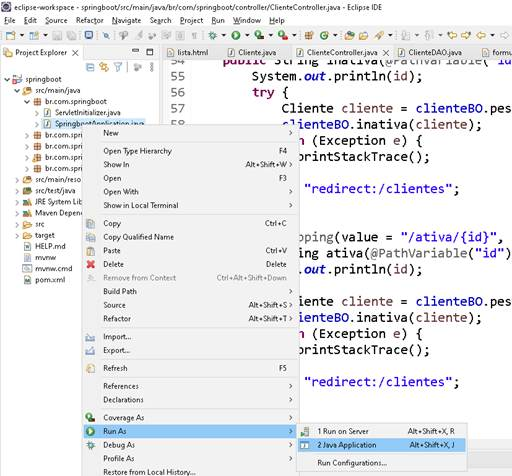 eclipse-workspace - springboot/src/main/java/br/com/springboot/controller/ClienteController.java - Eclipse IDE
File Edit Source Refactor Navigate Search Project Run Window Help
Project Explorer
springboot
src/main/java
br.com.springboot
ServletInitializer.java
SpringbootApplication.java
br.com.spri
br.com.spri
br.com.spri
br.com.spri
src/main/reso
src/test/java
JRE System Lib
Maven Depend
src
target
HELP.md
mvnw
mvnw.cmd
pom.xml
New
Open Type Hierarchy F4
Show In Alt+Shift+W
Open F3
Open With
Show in Local Terminal
Copy Ctrl+C
Copy Qualified Name
Paste Ctrl+V
Delete Delete
Remove from Context Ctrl+Alt+Shift+Down
Build Path
Source Alt+Shift+S
Refactor Alt+Shift+T
Import...
Export...
Refresh F5
References
Declarations
Coverage As
Run As
Debug As
Profile As
Restore from Local History...
1 Run on Server Alt+Shift+X, R
2 Java Application Alt+Shift+X, J
Run Configurations...
lista.html Cliente.java ClienteController.java ClienteDAO.java formu
54 public String inativa(@PathVariable("id
55 System.out.println(id);
56 try {
57 Cliente cliente = clienteBO.pes
58 clienteBO.inativa(cliente);
h (Exception e) {
printStackTrace();
"redirect:/clientes";
pping(value = "/ativa/{id}",
ing ativa(@PathVariable("id")
out.println(id);
liente cliente = clienteBO.pes
lienteBO.inativa(cliente);
h (Exception e) {
printStackTrace();
"redirect:/clientes";